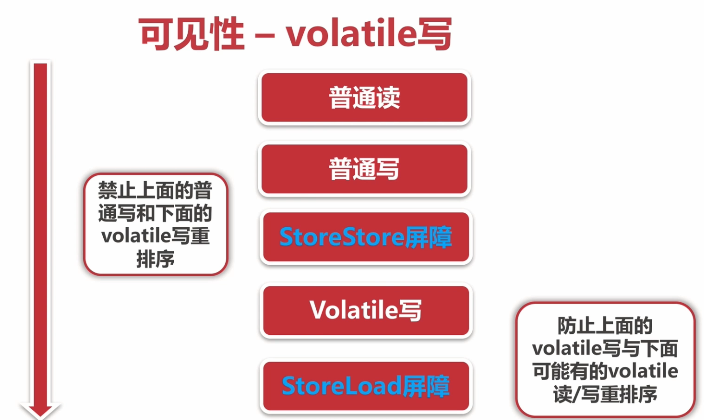 可见性 – volatile写
普通读
普通写
禁止上面的普
通写和下面的
volatile写重
排序
StoreStore屏障
Volatile写
防止上面的
volatile写与下面
可能有的volatile
读/写重排序
StoreLoad屏障